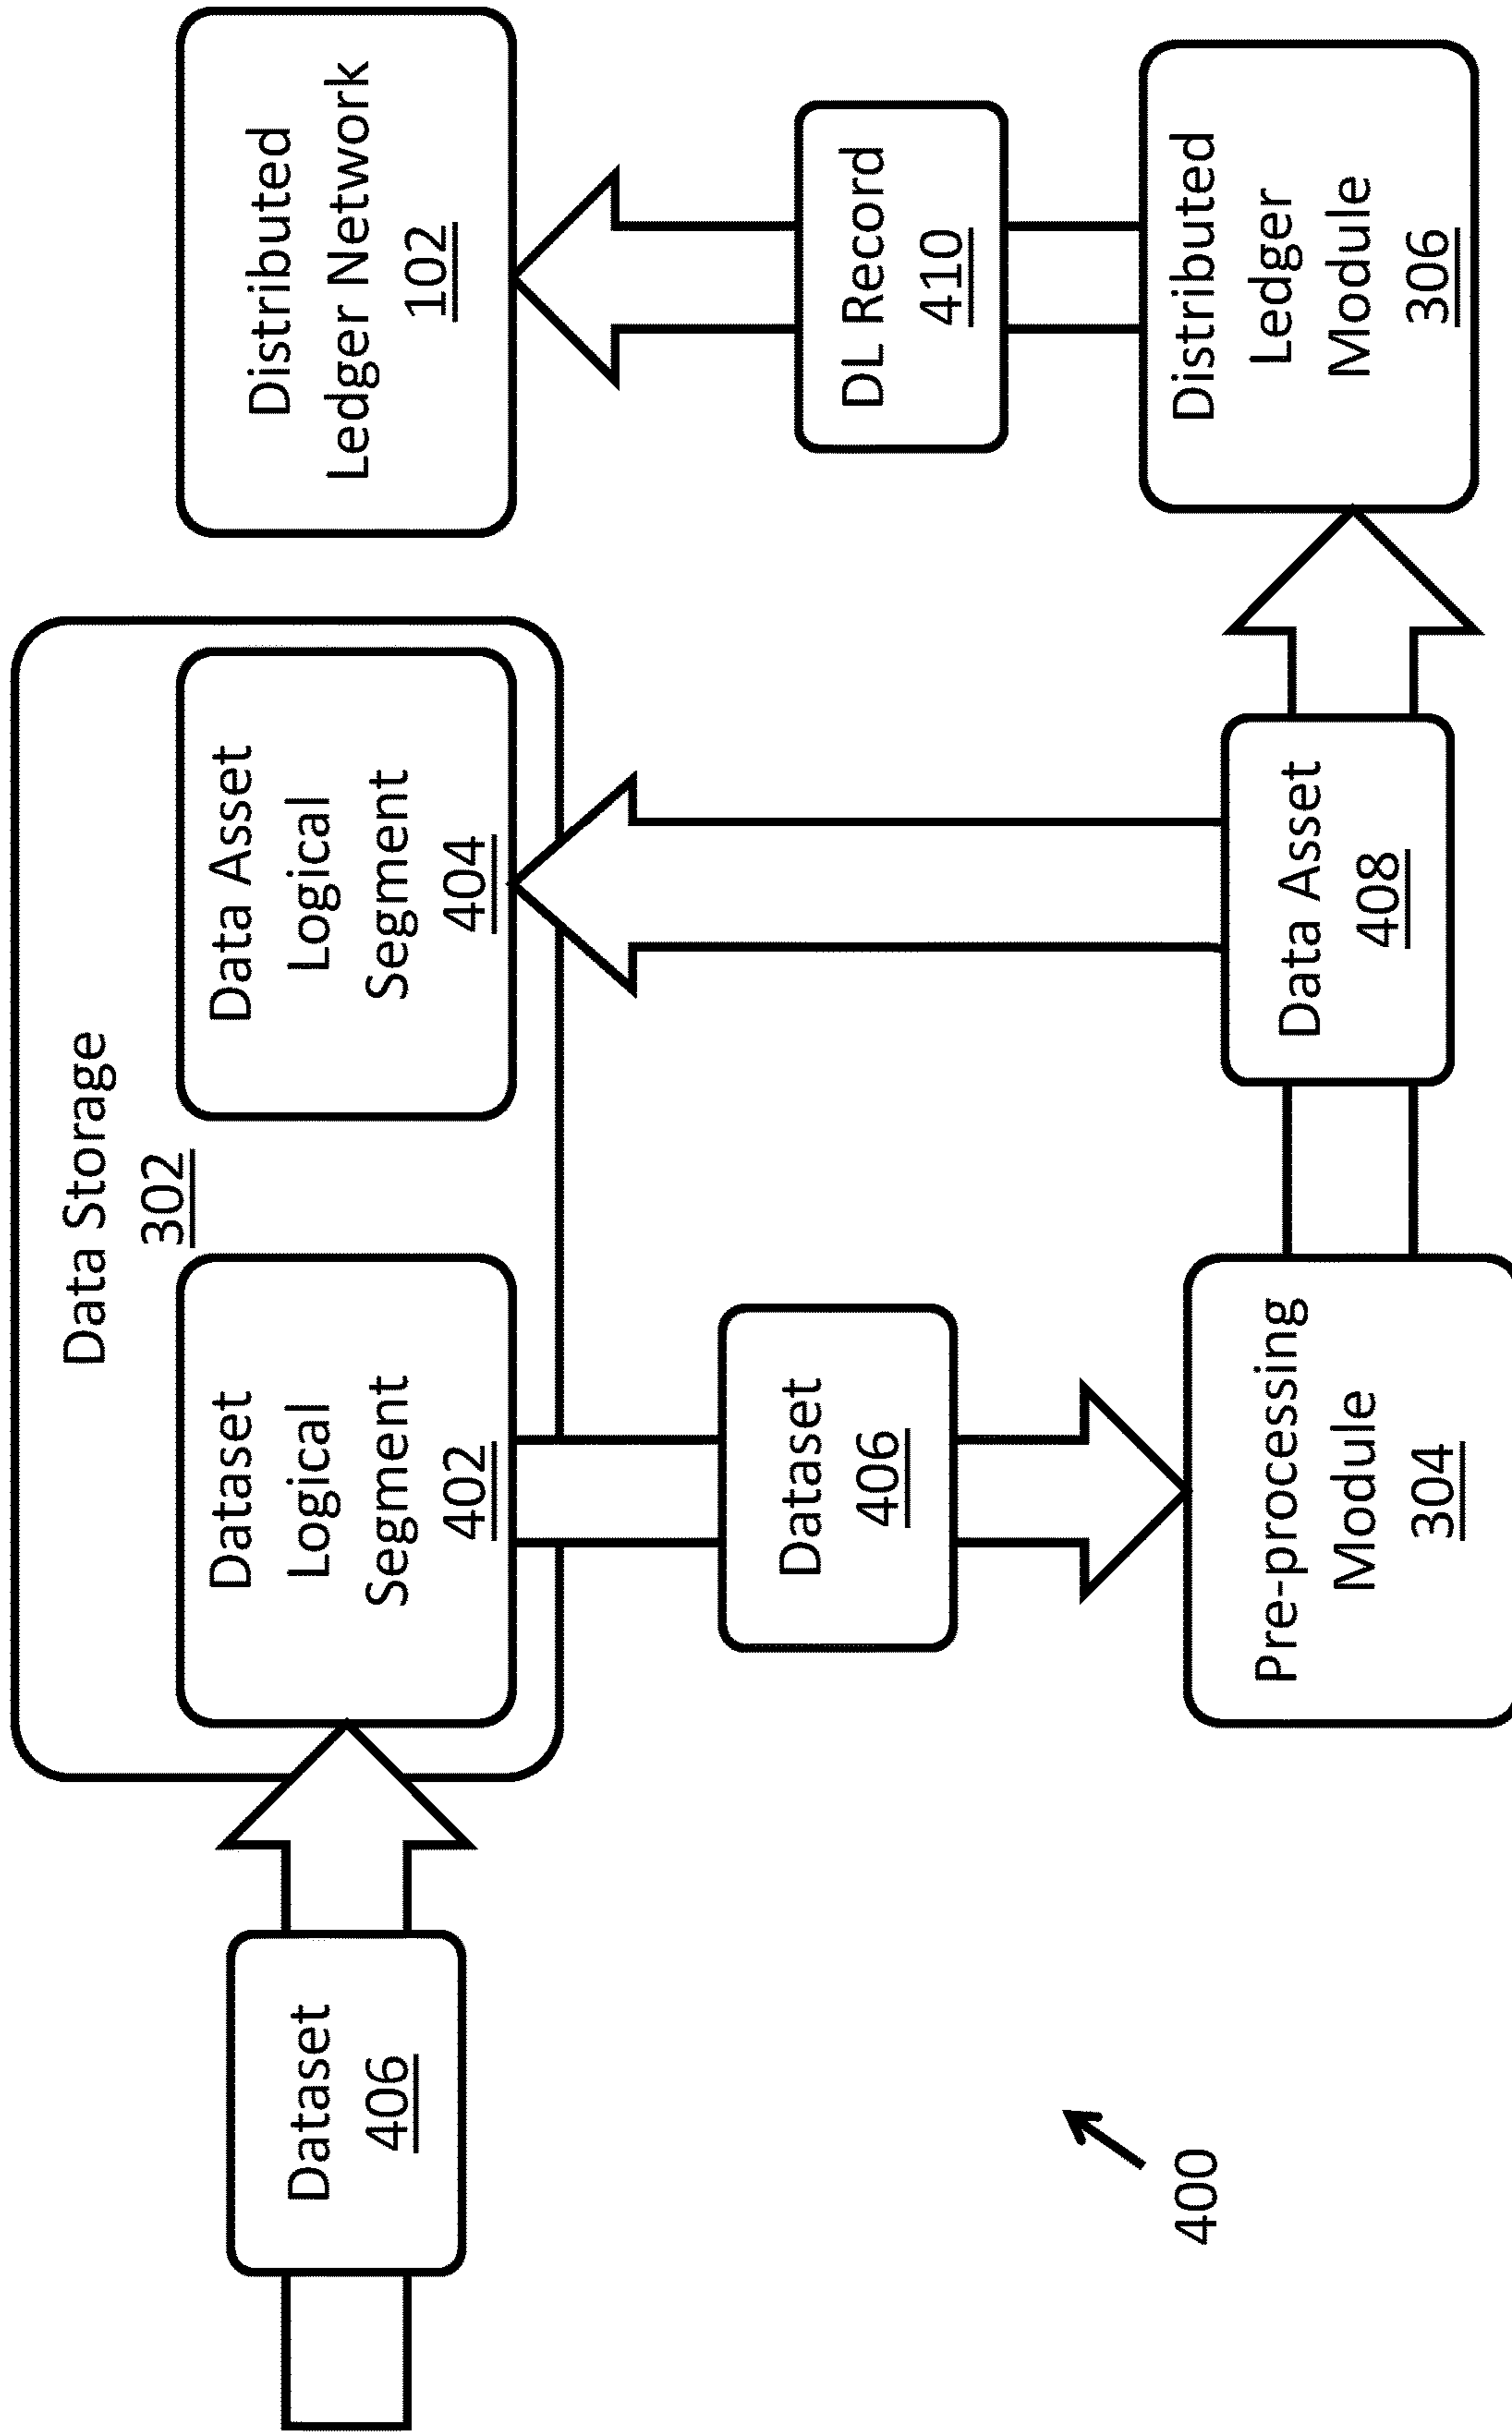 Dataset
406
Data Storage
302
Dataset
Logical
Segment
402
Data Asset
Logical
Segment
404
Distributed
Ledger Network
102
Dataset
406
DL Record
410
Pre-processing
Module
304
Data Asset
408
Distributed
Ledger
Module
306
400